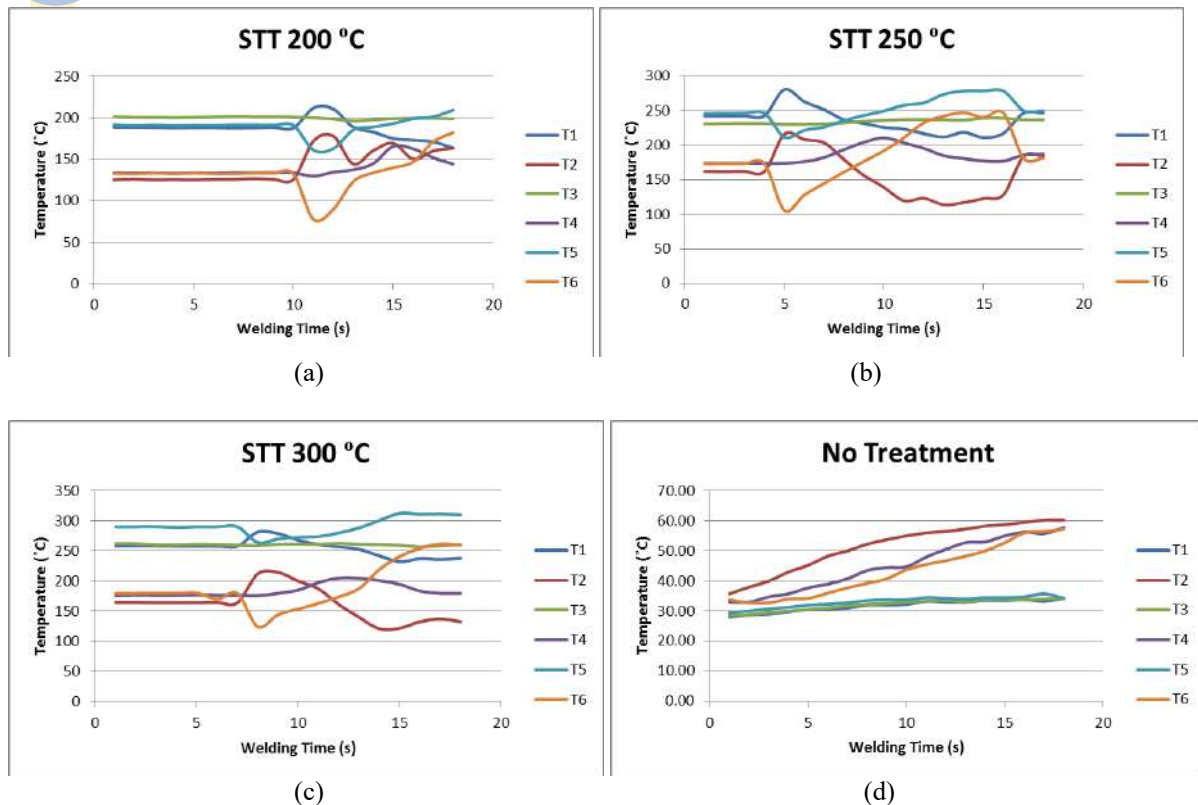 STT 200 °C
250
200
150
100
50
0
0 5 10 15 20
Temperature (˚C)
Welding Time (s)
T1
T2
T3
T4
T5
T6
(a)
STT 250 °C
300
250
200
150
100
50
0
0 5 10 15 20
Temperature (˚C)
Welding Time (s)
T1
T2
T3
T4
T5
T6
(b)
STT 300 °C
350
300
250
200
150
100
50
0
0 5 10 15 20
Temperature (˚C)
Welding Time (s)
T1
T2
T3
T4
T5
T6
(c)
No Treatment
70.00
60.00
50.00
40.00
30.00
20.00
10.00
0.00
0 5 10 15 20
Temperature (˚C)
Welding Time (s)
T1
T2
T3
T4
T5
T6
(d)